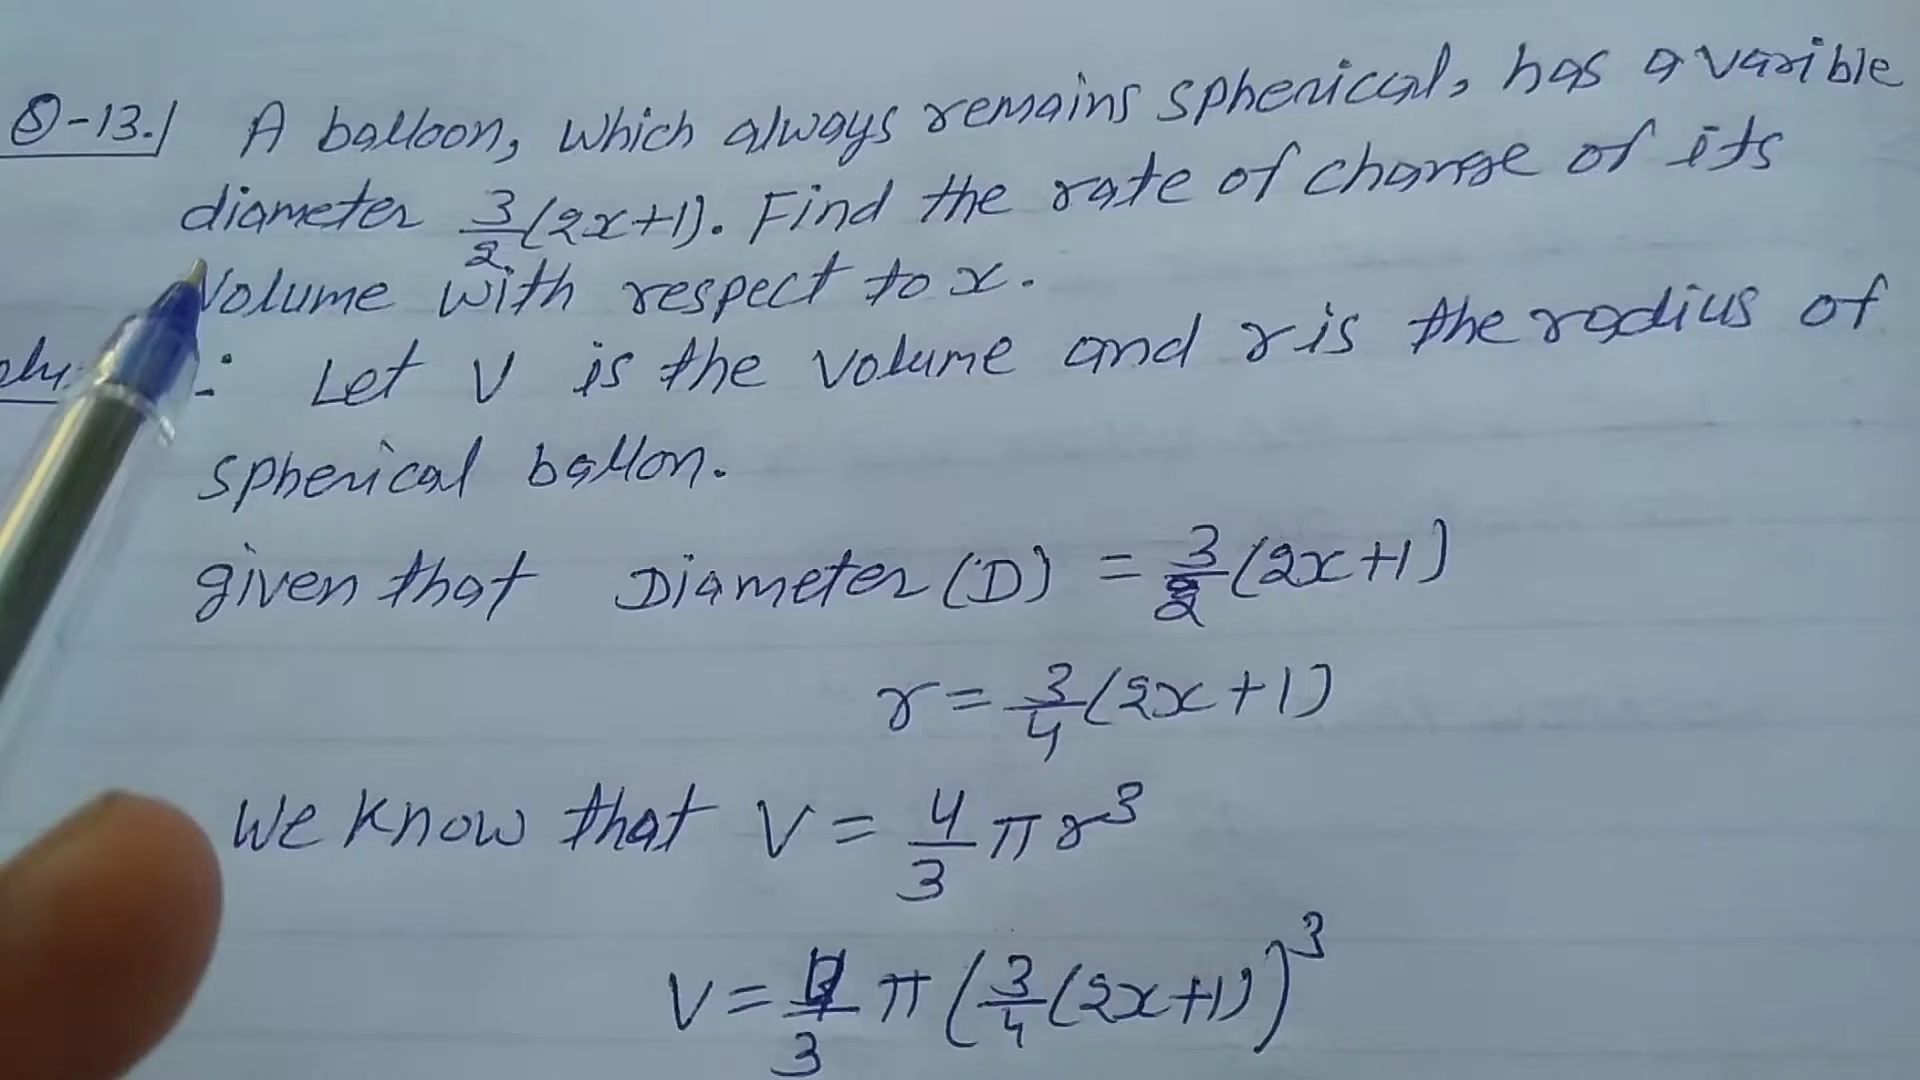 Q-13. A balloon, which always remains spherical, has a varible
diameter 3/2(2x+1). Find the rate of change of its
Volume with respect to x.
: Let V is the volume and r is the radius of
spherical ballon.
given that Diameter (D) = 3/2(2x+1)
r = 3/4(2x+1)
We know that V = 4/3 πr³
V = 4/3 π(3/4(2x+1))³